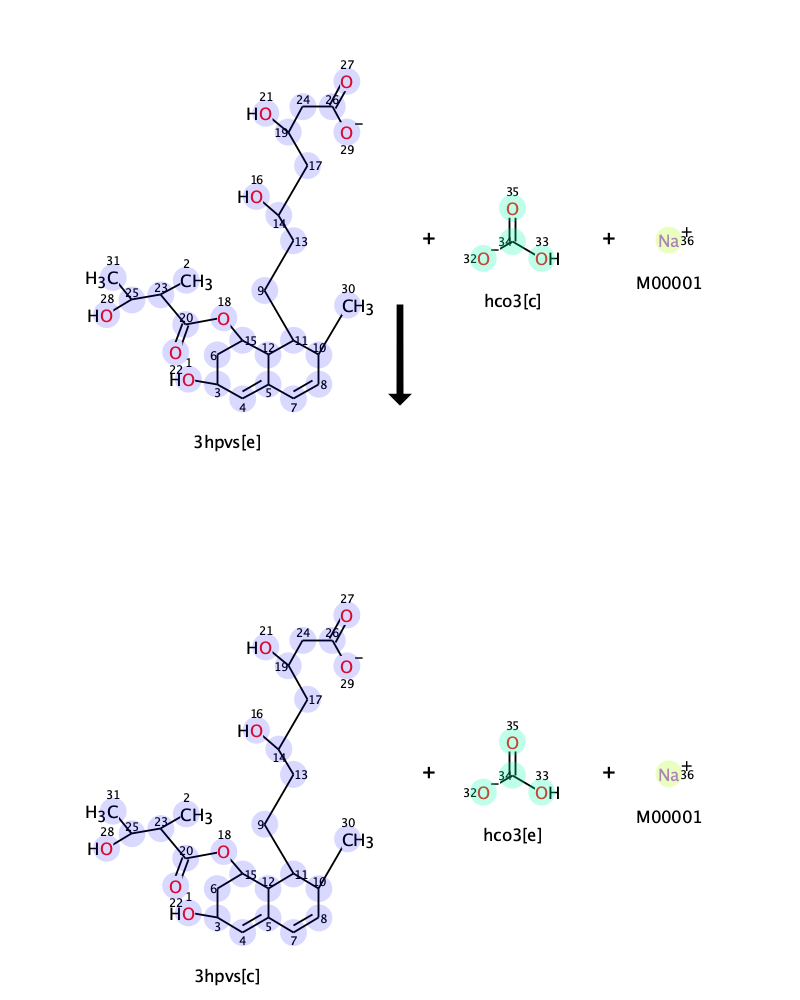 27
21 24 26 O
HO 19 O−
29
17
16
HO 14
13
35
O
+ 34 33 + Na+ 36
32 O− OH
M00001
hco3[c]
31 2 9 30
H3C 23 CH3 CH3
28 25 18
HO 20 O
O 15 12 11 10
22 1 6
HO 3 5 8
4 7
3hpvs[e]
27
21 24 26 O
HO 19 O−
29
17
16
HO 14
13
35
O
+ 34 33 + Na+ 36
32 O− OH
M00001
hco3[e]
31 2 9 30
H3C 23 CH3 CH3
28 25 18
HO 20 O
O 15 12 11 10
22 1 6
HO 3 5 8
4 7
3hpvs[c]